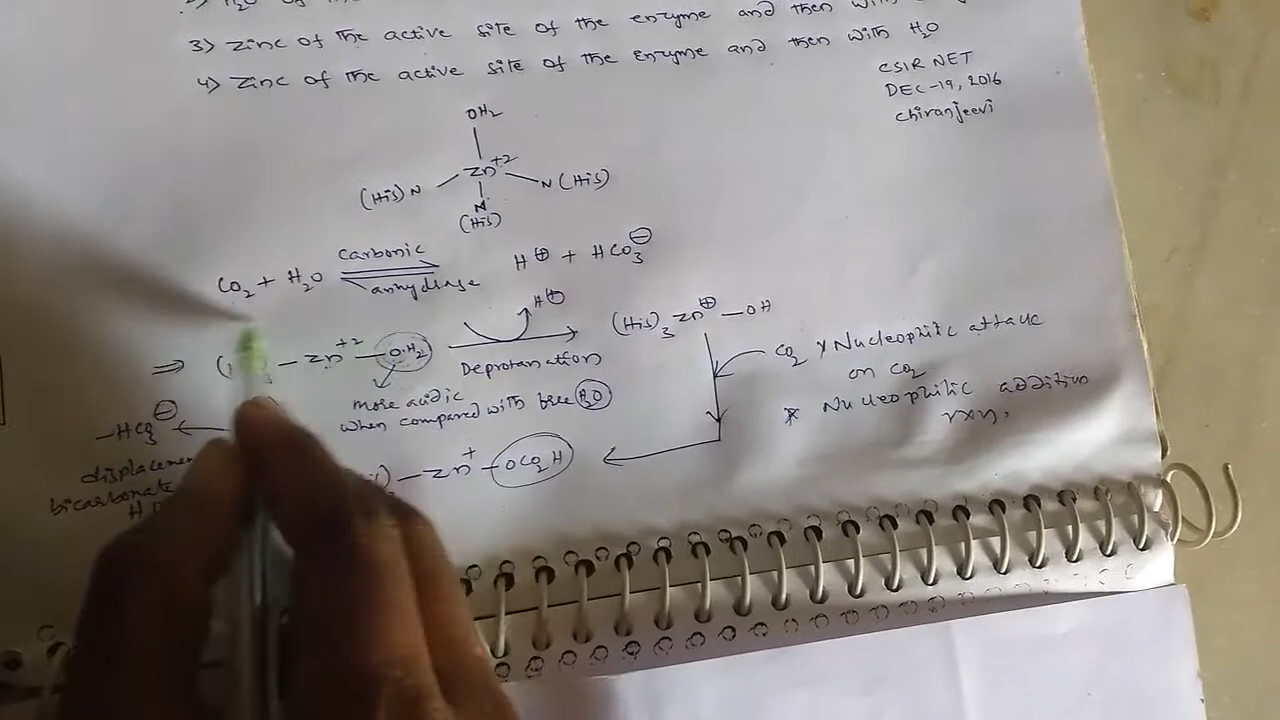 3) Zinc of the active site of the enzyme and then
4) Zinc of the active site of the enzyme and then with H2O
CSIR NET
DEC-19, 2016
Chiranjeevi
OH2
Zn+2
(His) N
N (His)
N
(His)
CO2 + H2O
Carbonic
anhydrase
H⊕ + HCO3⊖
H⊕
⇒
– Zn+2 – OH2
Deprotanation
(His)3 Zn⊕ – OH
more acidic
when compared with free H2O
CO2
* Nucleophilic attack
on CO2
* Nucleophilic addition
rxn.
– HCO3⊖
– Zn+ – OCO2H
bicarbonate